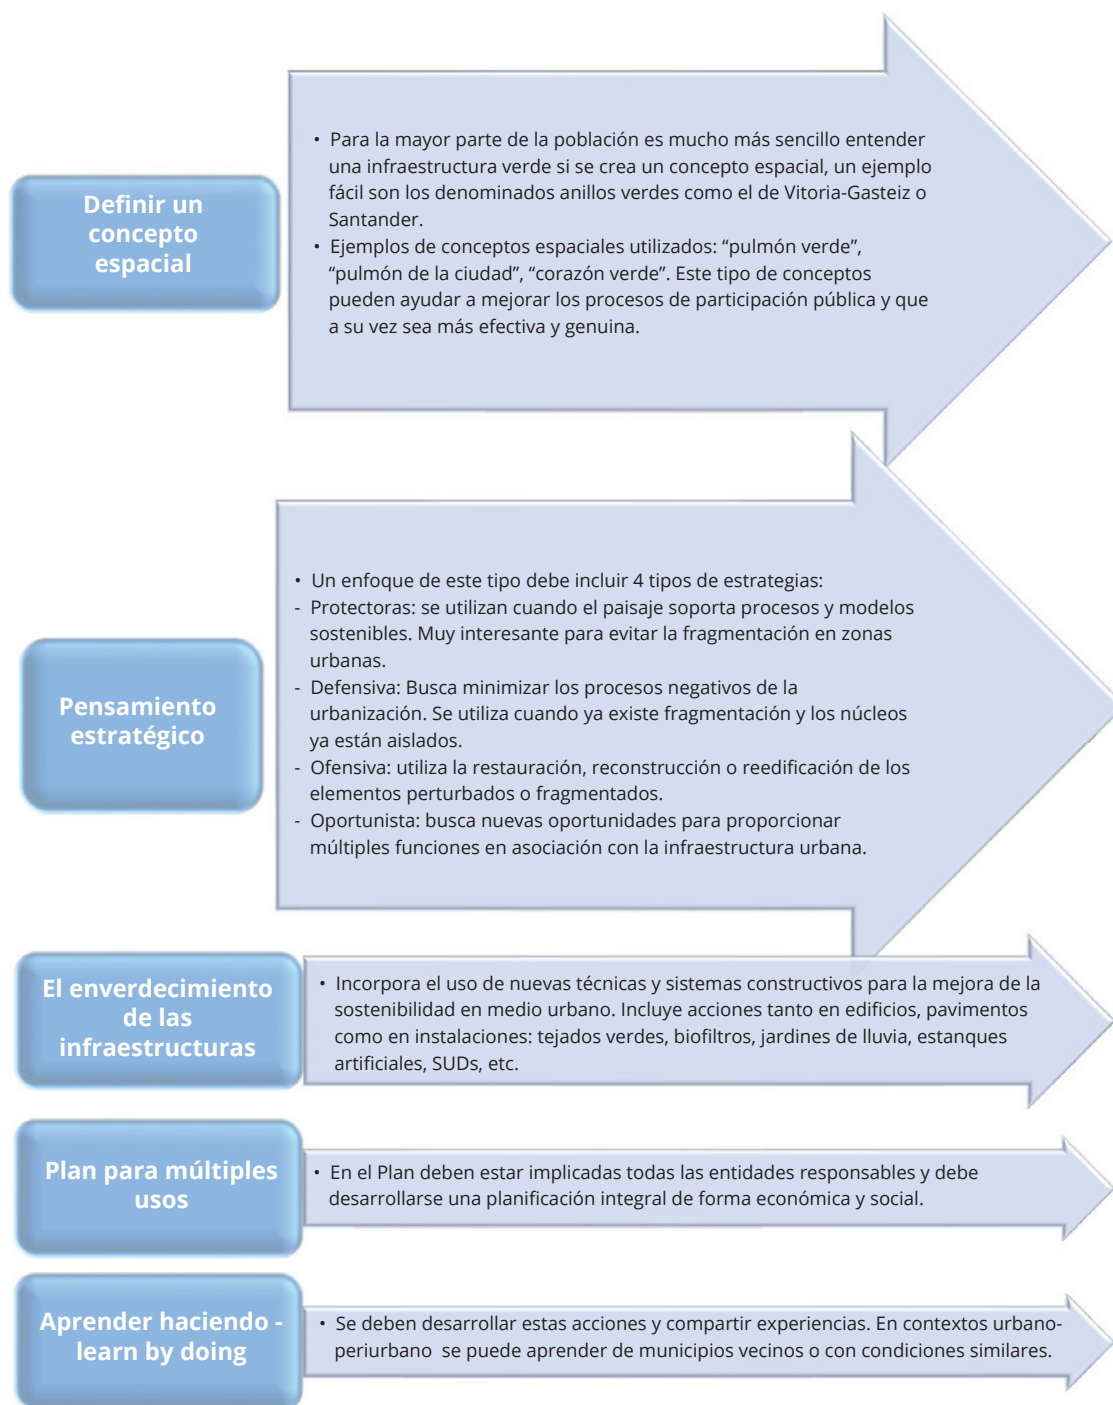 Definir un
concepto
espacial
• Para la mayor parte de la población es mucho más sencillo entender
una infraestructura verde si se crea un concepto espacial, un ejemplo
fácil son los denominados anillos verdes como el de Vitoria-Gasteiz o
Santander.
• Ejemplos de conceptos espaciales utilizados: “pulmón verde”,
“pulmón de la ciudad”, “corazón verde”. Este tipo de conceptos
pueden ayudar a mejorar los procesos de participación pública y que
a su vez sea más efectiva y genuina.
Pensamiento
estratégico
• Un enfoque de este tipo debe incluir 4 tipos de estrategias:
- Protectoras: se utilizan cuando el paisaje soporta procesos y modelos
sostenibles. Muy interesante para evitar la fragmentación en zonas
urbanas.
- Defensiva: Busca minimizar los procesos negativos de la
urbanización. Se utiliza cuando ya existe fragmentación y los núcleos
ya están aislados.
- Ofensiva: utiliza la restauración, reconstrucción o reedificación de los
elementos perturbados o fragmentados.
- Oportunista: busca nuevas oportunidades para proporcionar
múltiples funciones en asociación con la infraestructura urbana.
El enverdecimiento
de las
infraestructuras
• Incorpora el uso de nuevas técnicas y sistemas constructivos para la mejora de la
sostenibilidad en medio urbano. Incluye acciones tanto en edificios, pavimentos
como en instalaciones: tejados verdes, biofiltros, jardines de lluvia, estanques
artificiales, SUDs, etc.
Plan para múltiples
usos
• En el Plan deben estar implicadas todas las entidades responsables y debe
desarrollarse una planificación integral de forma económica y social.
Aprender haciendo -
learn by doing
• Se deben desarrollar estas acciones y compartir experiencias. En contextos urbano-
periurbano se puede aprender de municipios vecinos o con condiciones similares.